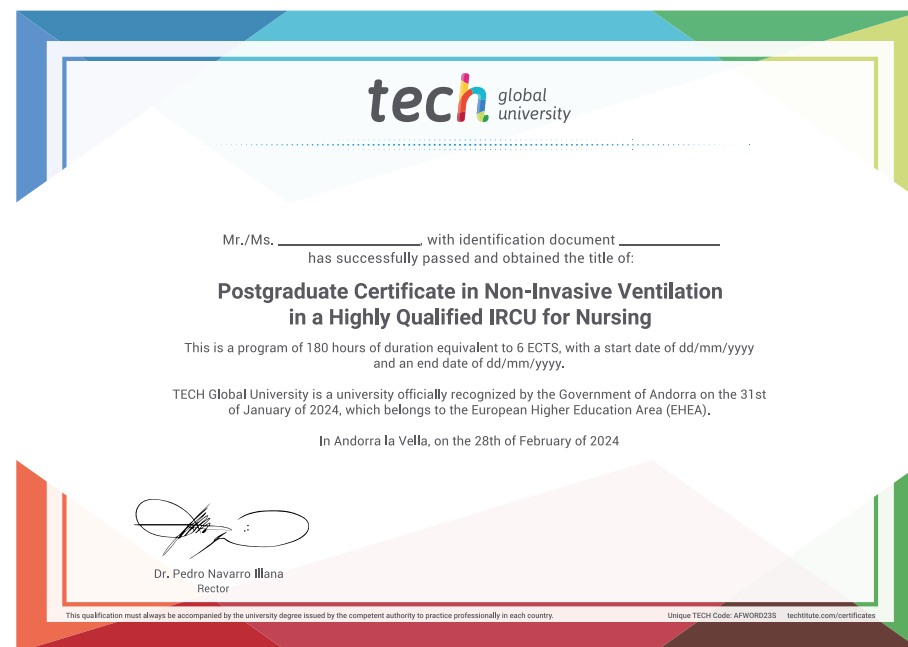 tech global university
Mr./Ms. ____________________, with identification document ______________
has successfully passed and obtained the title of:
Postgraduate Certificate in Non-Invasive Ventilation
in a Highly Qualified IRCU for Nursing
This is a program of 180 hours of duration equivalent to 6 ECTS, with a start date of dd/mm/yyyy
and an end date of dd/mm/yyyy.
TECH Global University is a university officially recognized by the Government of Andorra on the 31st
of January of 2024, which belongs to the European Higher Education Area (EHEA).
In Andorra la Vella, on the 28th of February of 2024
Dr. Pedro Navarro Illana
Rector
This qualification must always be accompanied by the university degree issued by the competent authority to practice professionally in each country. Unique TECH Code: AFWORD23S techtitute.com/certificates